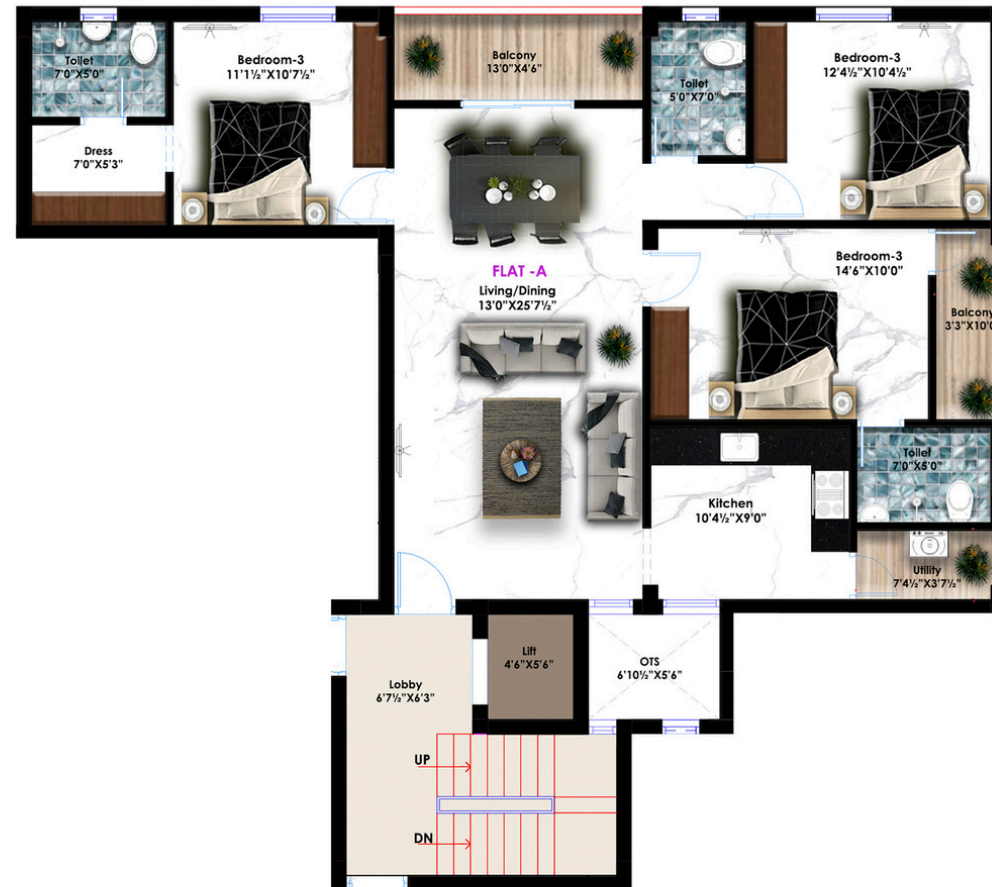 Toilet
7'0"X5'0"
Bedroom-3
11'1½"X10'7½"
Balcony
13'0"X4'6"
Toilet
5'0"X7'0"
Bedroom-3
12'4½"X10'4½"
Dress
7'0"X5'3"
FLAT -A
Living/Dining
13'0"X25'7½"
Bedroom-3
14'6"X10'0"
Balcony
3'3"X10'0
Toilet
7'0"X5'0"
Kitchen
10'4½"X9'0"
Utility
7'4½"X3'7½"
Lift
4'6"X5'6"
OTS
6'10½"X5'6"
Lobby
6'7½"X6'3"
UP
DN